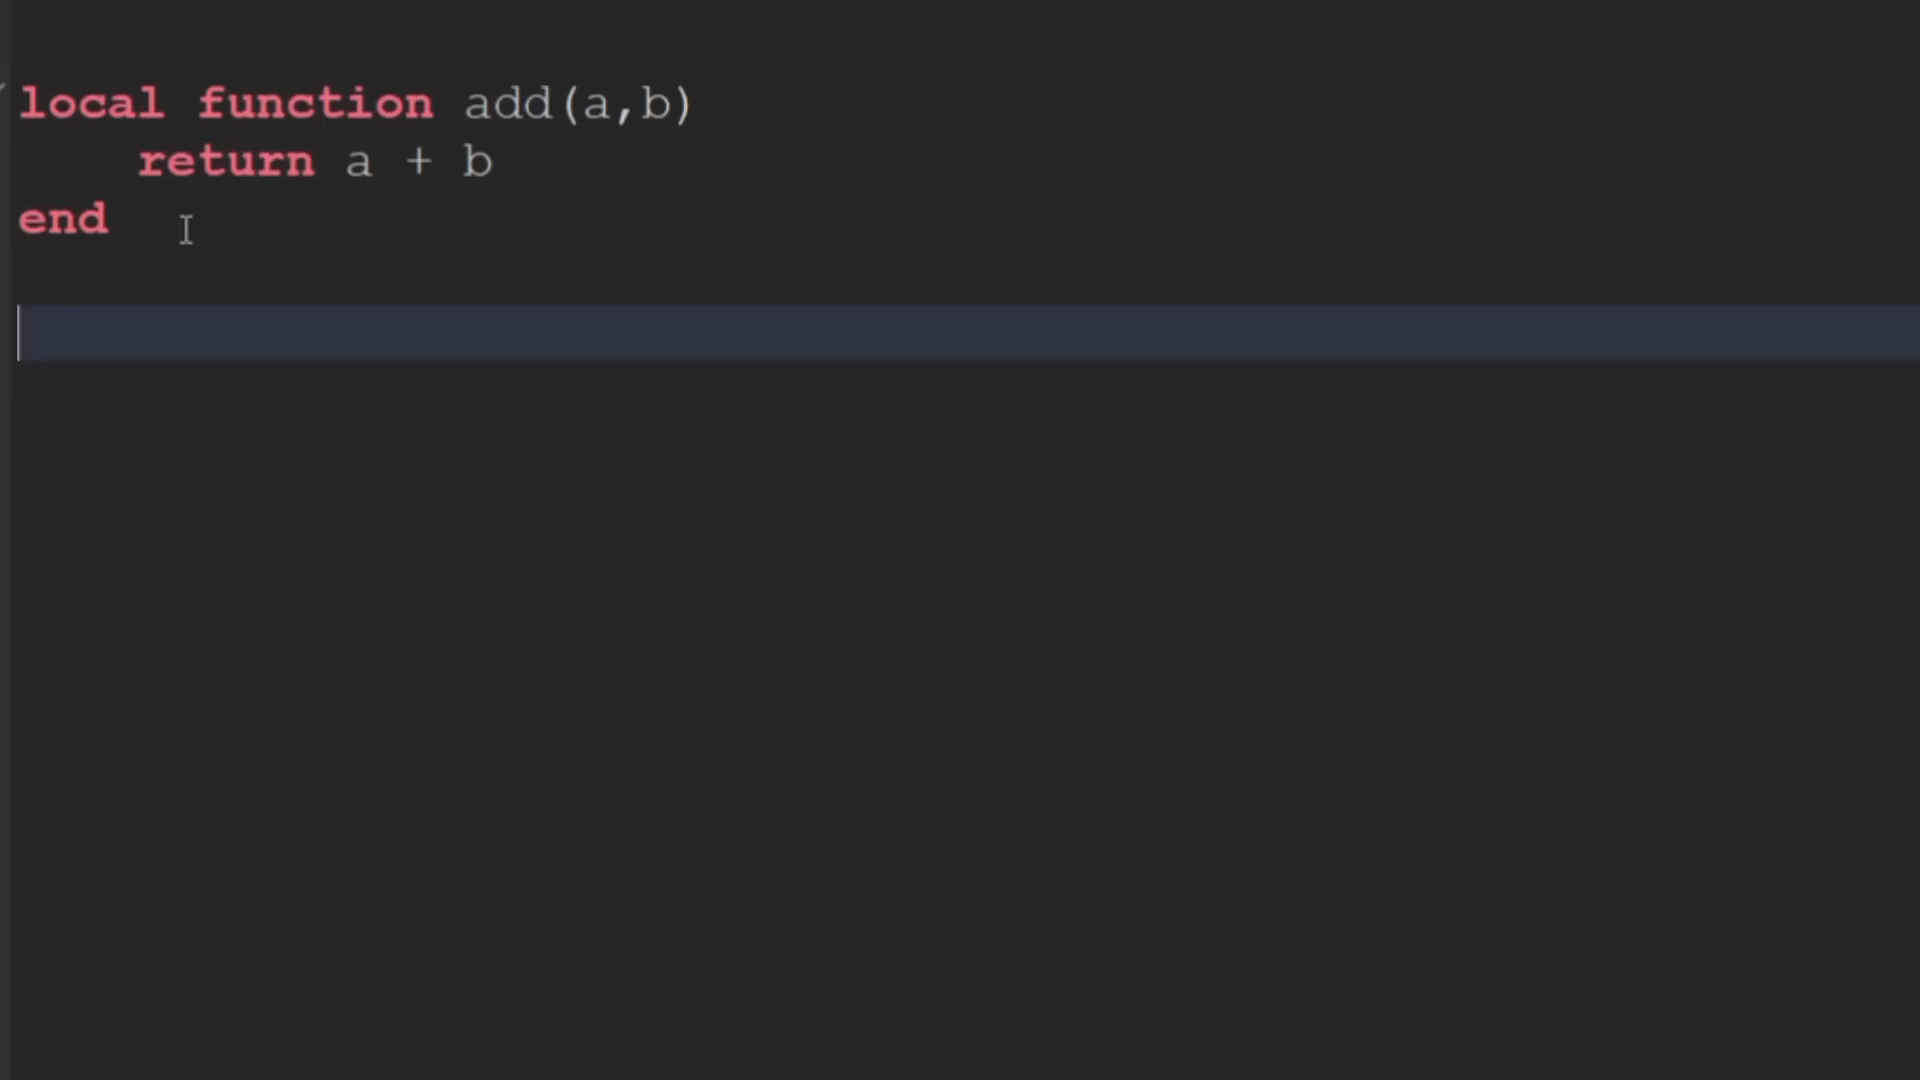 local function add(a,b)
    return a + b
end